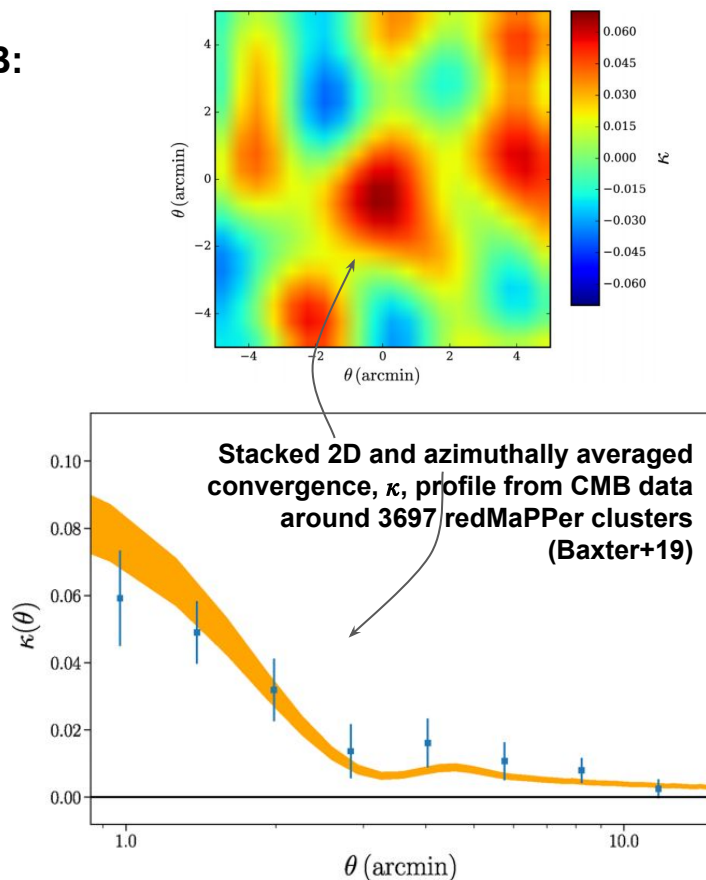 B:
4
2
0
−2
−4
θ (arcmin)
−4 −2 0 2 4
θ (arcmin)
0.060
0.045
0.030
0.015
0.000
−0.015
−0.030
−0.045
−0.060
κ
Stacked 2D and azimuthally averaged
convergence, κ, profile from CMB data
around 3697 redMaPPer clusters
(Baxter+19)
0.10
0.08
0.06
0.04
0.02
0.00
κ(θ)
1.0 10.0
θ (arcmin)